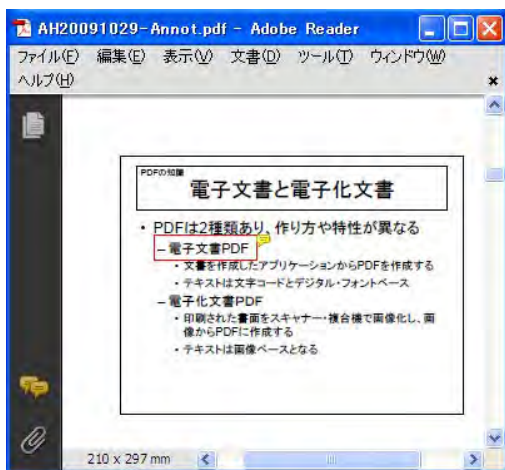 AH20091029-Annot.pdf - Adobe Reader
ファイル(F) 編集(E) 表示(V) 文書(D) ツール(T) ウィンドウ(W)
ヘルプ(H)
PDFの知識
電子文書と電子化文書
・ PDFは2種類あり、作り方や特性が異なる
– 電子文書PDF
・ 文書を作成したアプリケーションからPDFを作成する
・ テキストは文字コードとデジタル・フォントベース
– 電子化文書PDF
・ 印刷された書面をスキャナー・複合機で画像化し、画
像からPDFに作成する
・ テキストは画像ベースとなる
210 x 297 mm